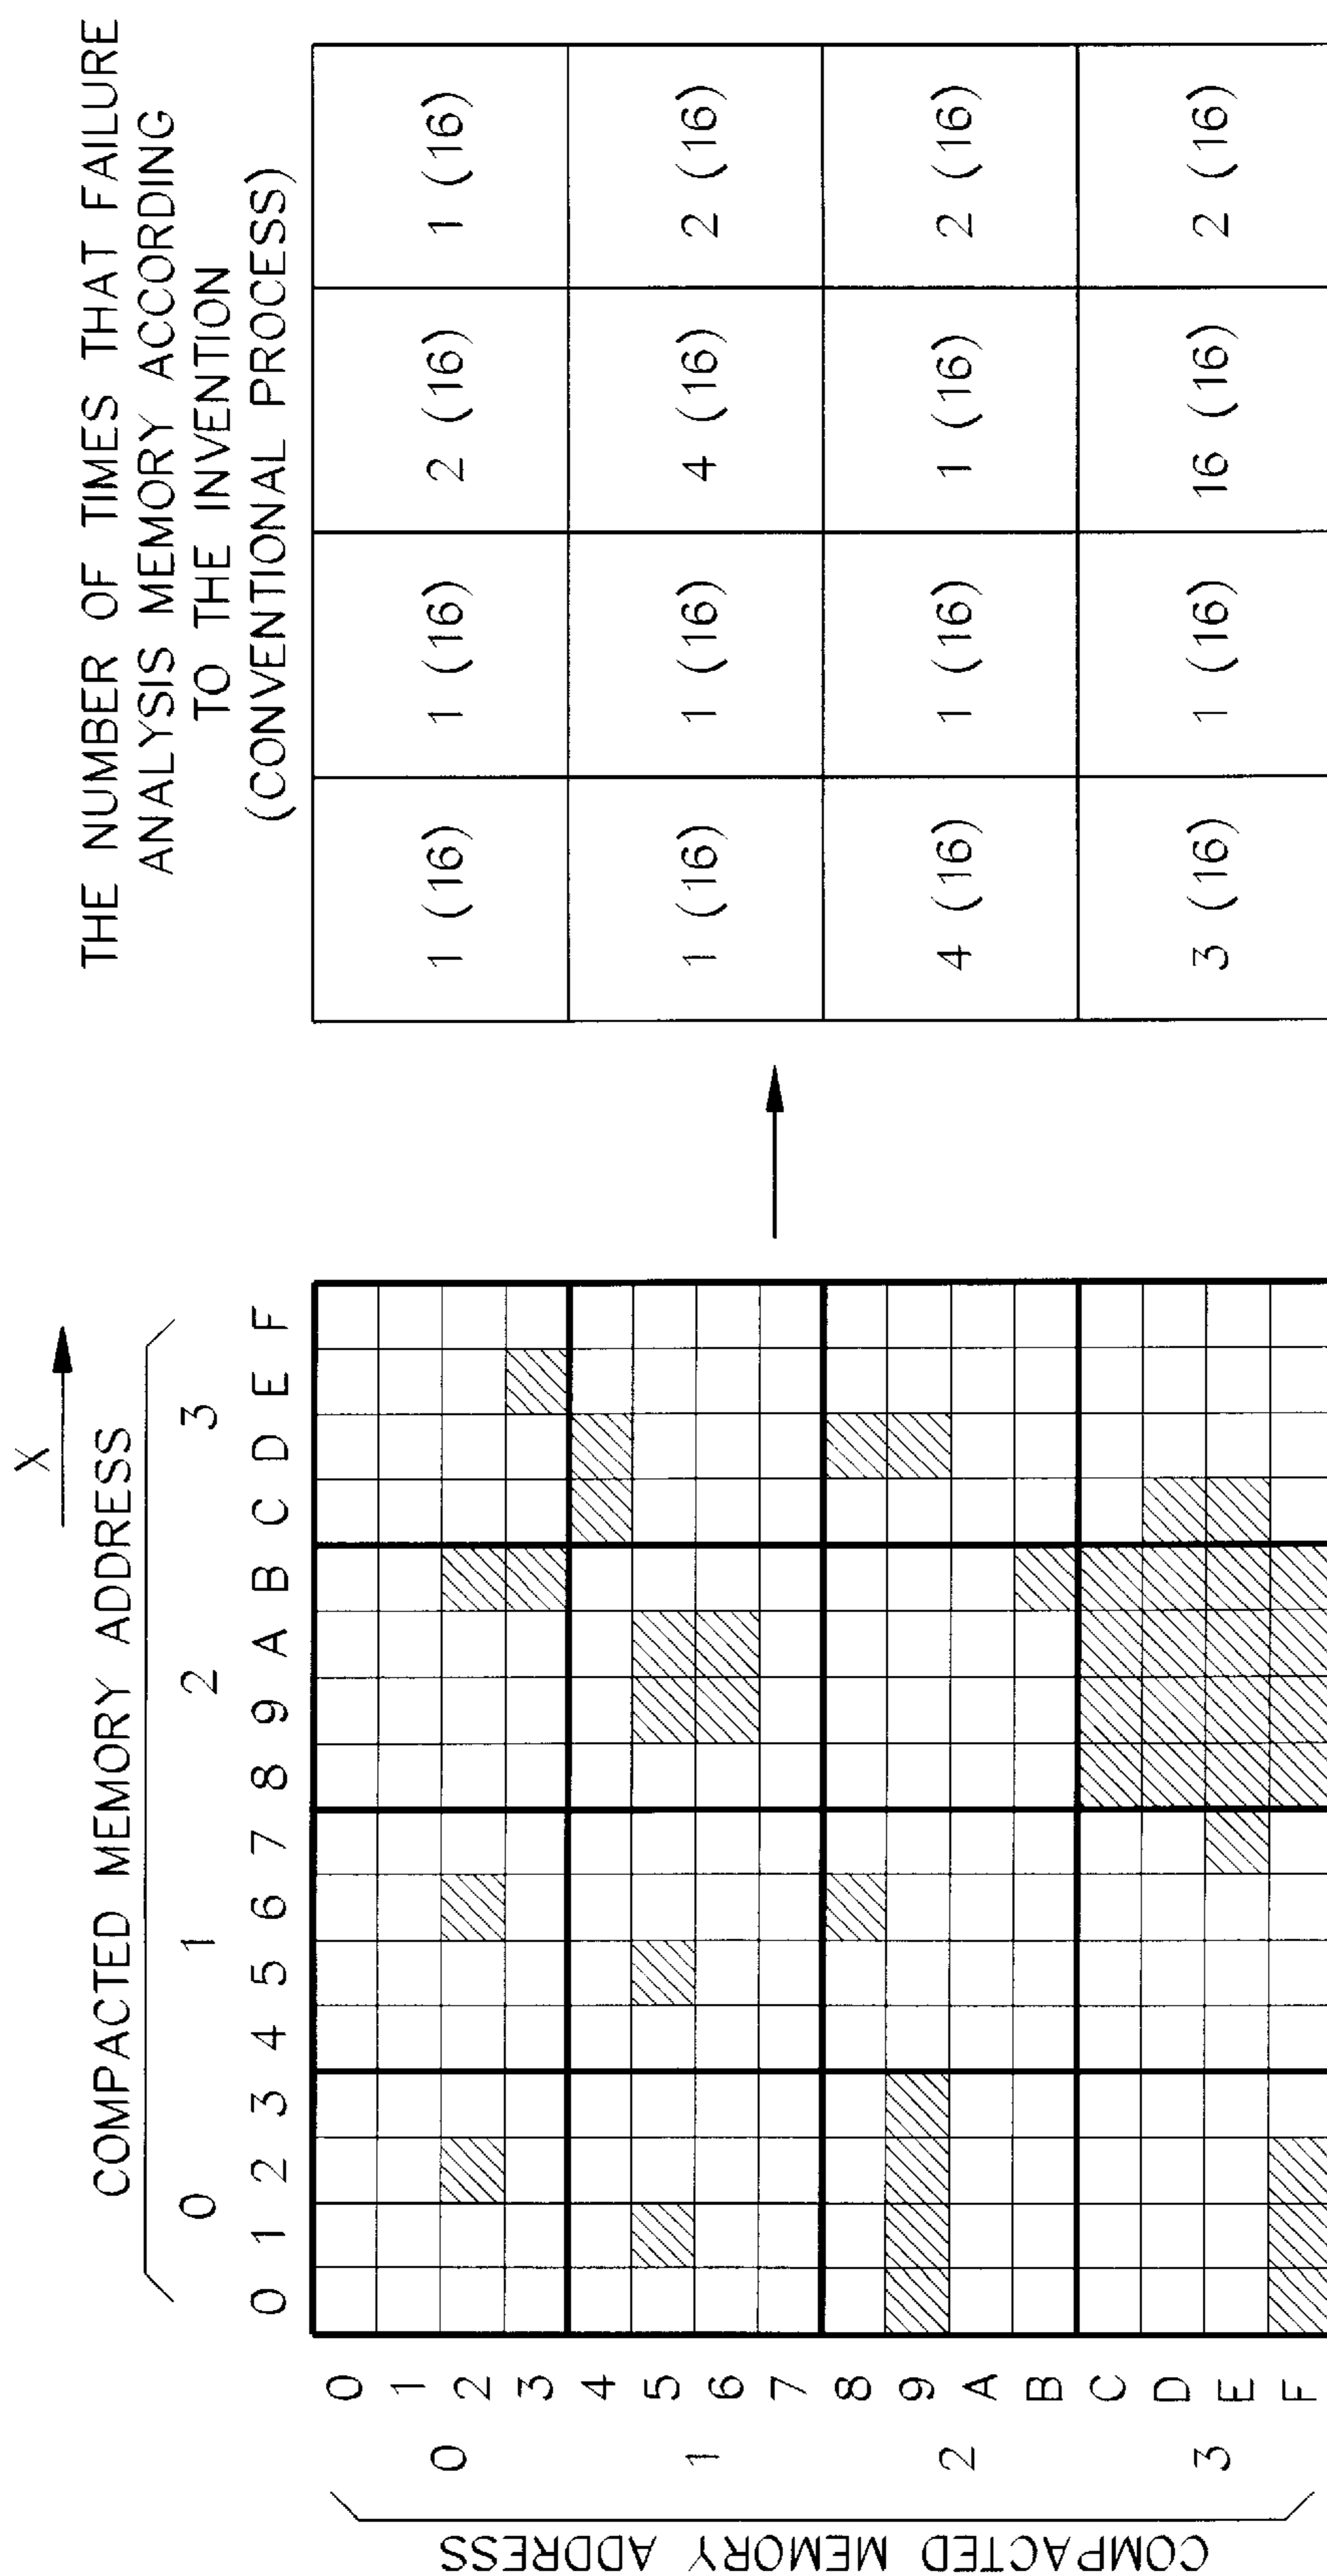 X
COMPACTED MEMORY ADDRESS
0 1 2 3
0 1 2 3 4 5 6 7 8 9 A B C D E F
COMPACTED MEMORY ADDRESS
0
1
2
3
0
1
2
3
4
5
6
7
8
9
A
B
C
D
E
F
THE NUMBER OF TIMES THAT FAILURE
ANALYSIS MEMORY ACCORDING
TO THE INVENTION
(CONVENTIONAL PROCESS)
1 (16) 1 (16) 2 (16) 1 (16)
1 (16) 1 (16) 4 (16) 2 (16)
4 (16) 1 (16) 1 (16) 2 (16)
3 (16) 1 (16) 16 (16) 2 (16)